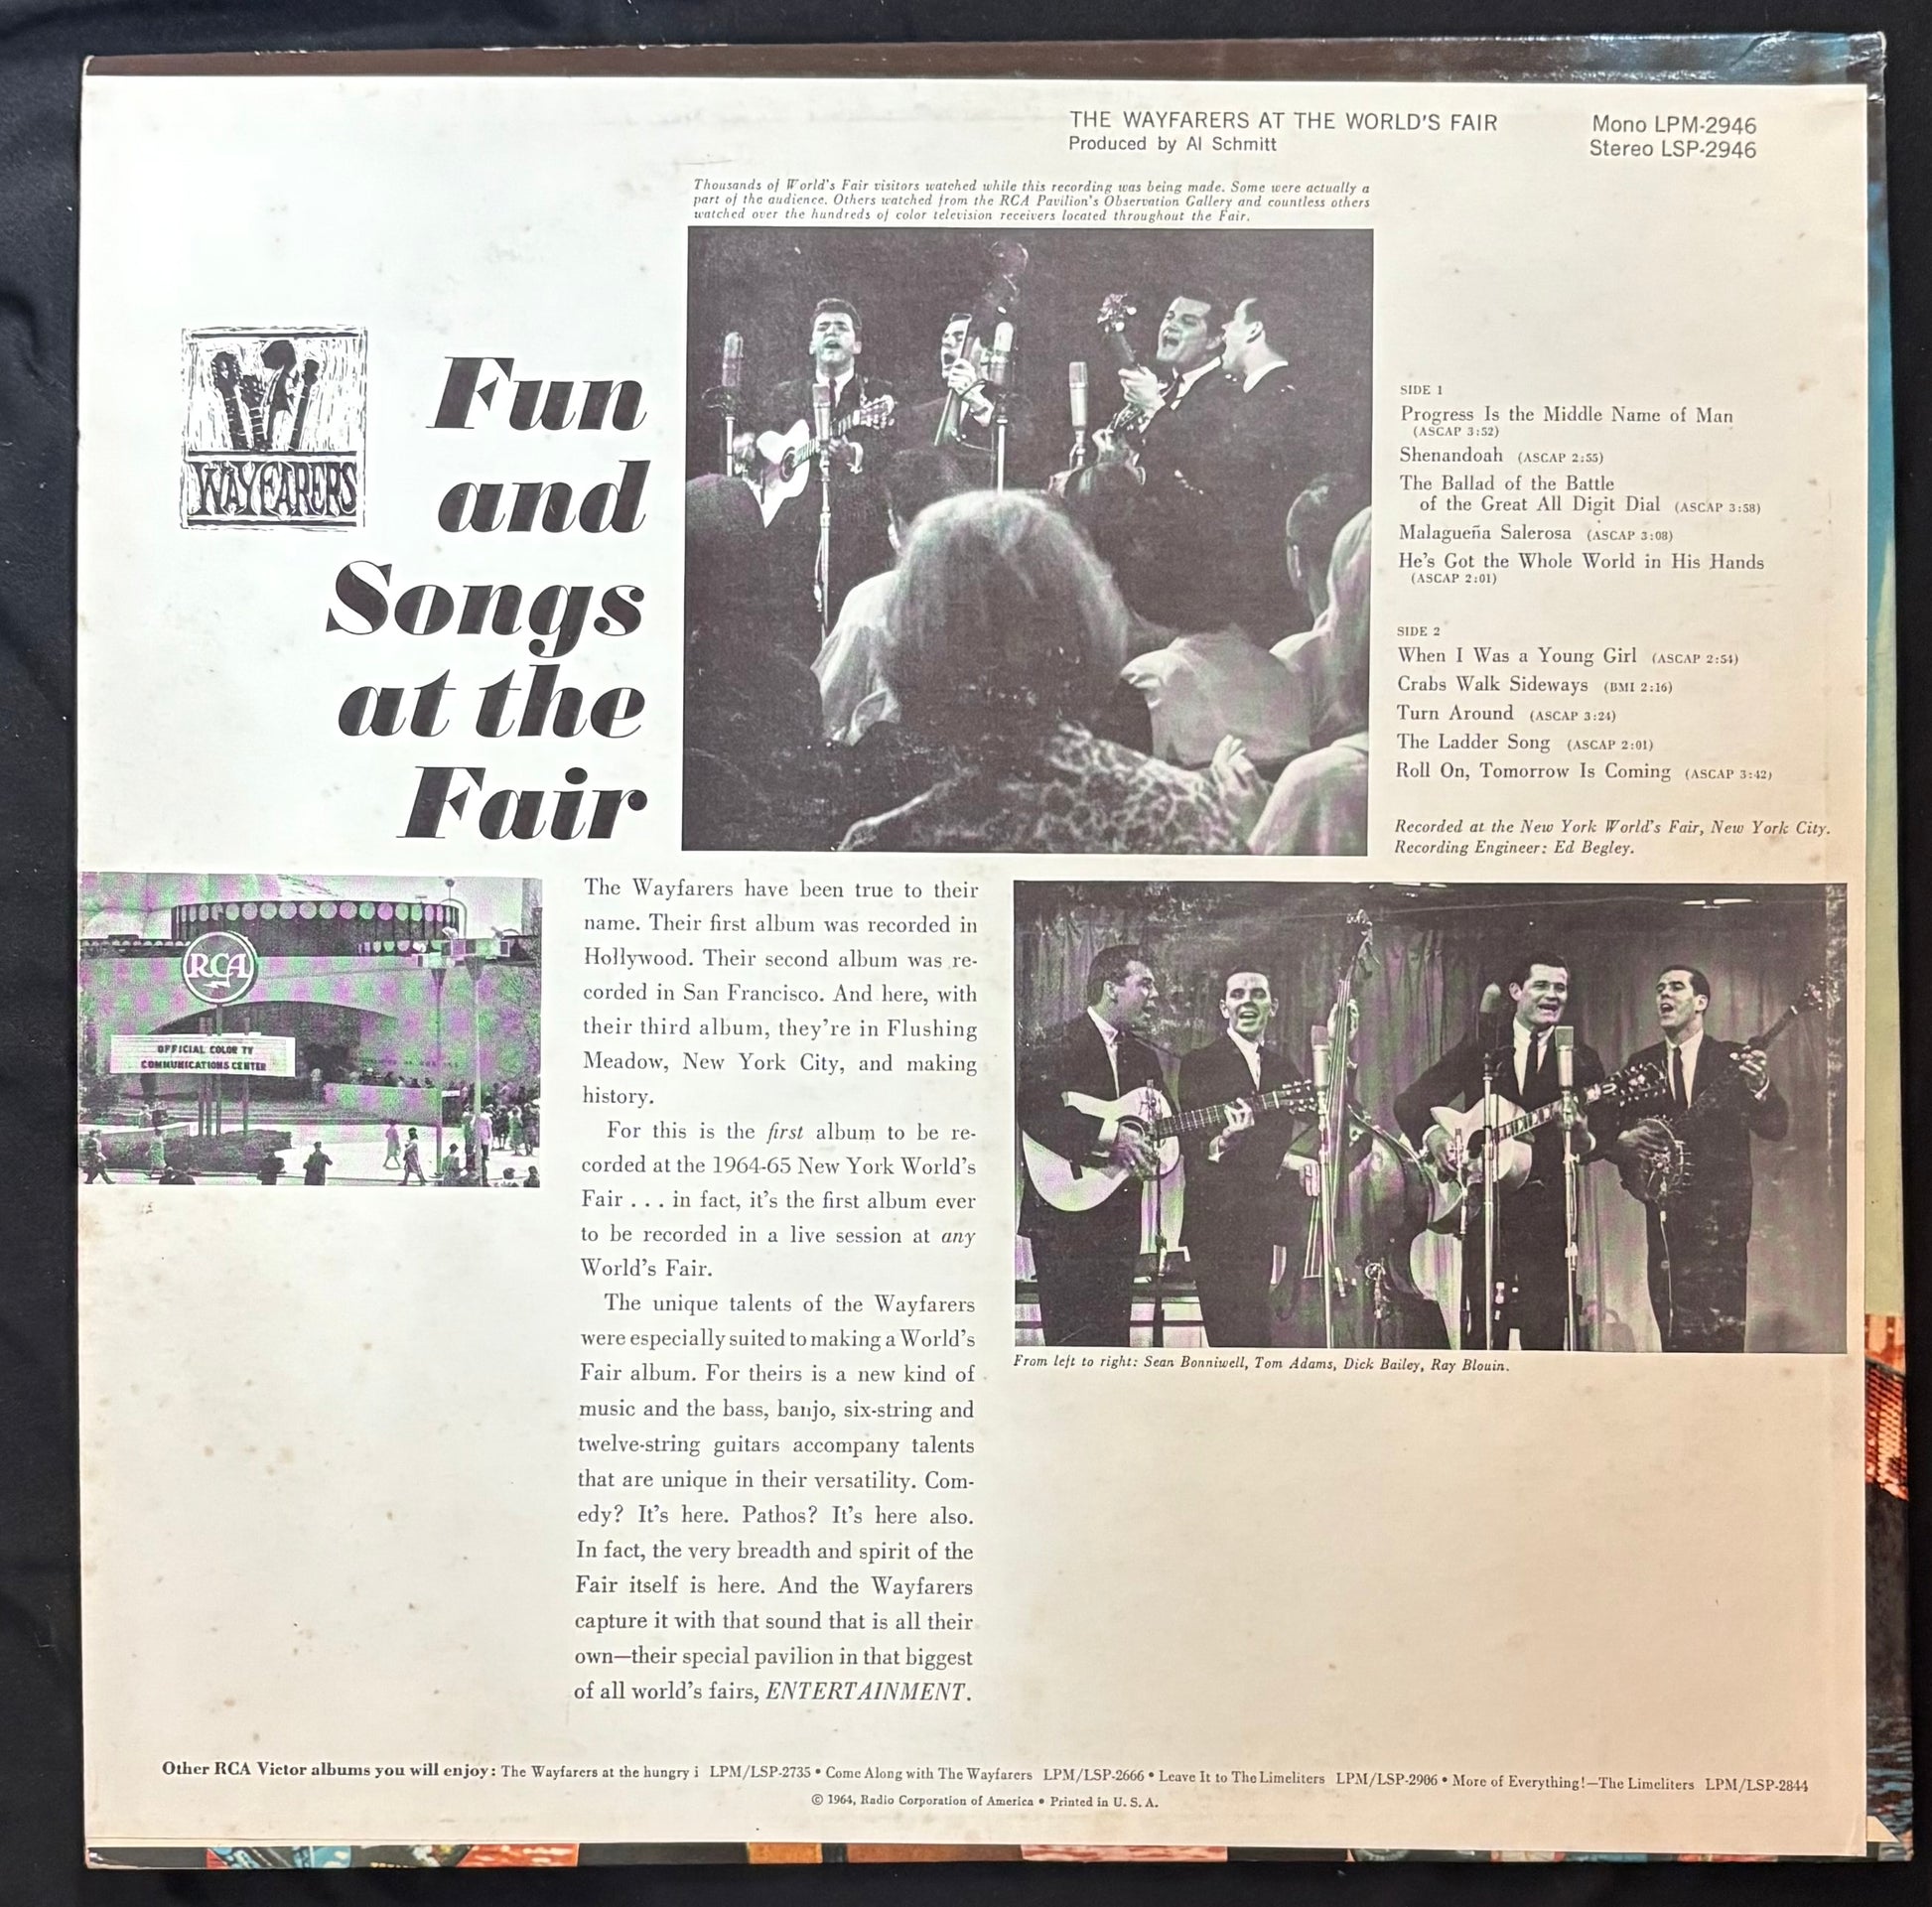 THE WAYFARERS AT THE WORLD'S FAIR
Produced by Al Schmitt
Mono LPM-2946
Stereo LSP-2946
Thousands of World's Fair visitors watched while this recording was being made. Some were actually a
part of the audience. Others watched from the RCA Pavilion's Observation Gallery and countless others
watched over the hundreds of color television receivers located throughout the Fair.
WAYFARERS
Fun
and
Songs
at the
Fair
SIDE 1
Progress Is the Middle Name of Man
(ASCAP 3:52)
Shenandoah (ASCAP 2:55)
The Ballad of the Battle
of the Great All Digit Dial (ASCAP 3:58)
Malagueña Salerosa (ASCAP 3:08)
He's Got the Whole World in His Hands
(ASCAP 2:01)
SIDE 2
When I Was a Young Girl (ASCAP 2:54)
Crabs Walk Sideways (BMI 2:16)
Turn Around (ASCAP 3:24)
The Ladder Song (ASCAP 2:01)
Roll On, Tomorrow Is Coming (ASCAP 3:42)
Recorded at the New York World's Fair, New York City.
Recording Engineer: Ed Begley.
RCA
OFFICIAL COLOR TV
COMMUNICATIONS CENTER
The Wayfarers have been true to their
name. Their first album was recorded in
Hollywood. Their second album was re-
corded in San Francisco. And here, with
their third album, they're in Flushing
Meadow, New York City, and making
history.
For this is the first album to be re-
corded at the 1964-65 New York World's
Fair . . . in fact, it's the first album ever
to be recorded in a live session at any
World's Fair.
The unique talents of the Wayfarers
were especially suited to making a World's
Fair album. For theirs is a new kind of
music and the bass, banjo, six-string and
twelve-string guitars accompany talents
that are unique in their versatility. Com-
edy? It's here. Pathos? It's here also.
In fact, the very breadth and spirit of the
Fair itself is here. And the Wayfarers
capture it with that sound that is all their
own—their special pavilion in that biggest
of all world's fairs, ENTERTAINMENT.
From left to right: Sean Bonniwell, Tom Adams, Dick Bailey, Ray Blouin.
Other RCA Victor albums you will enjoy: The Wayfarers at the hungry i LPM/LSP-2735 • Come Along with The Wayfarers LPM/LSP-2666 • Leave It to The Limeliters LPM/LSP-2906 • More of Everything!—The Limeliters LPM/LSP-2844
© 1964, Radio Corporation of America • Printed in U. S. A.